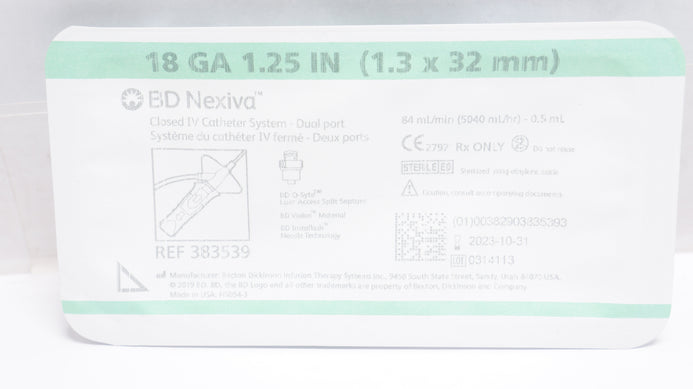 18 GA 1.25 IN (1.3 x 32 mm)
BD Nexiva™
Closed IV Catheter System - Dual port
Système du cathéter IV fermé - Deux ports
84 mL/min (5040 mL/hr) - 0.5 mL
CE 2797 Rx ONLY Do not reuse
STERILE EO Sterilized using ethylene oxide
Caution, consult accompanying documents
BD Q-Syte™
Luer Access Split Septum
BD Vialon™ Material
BD Instaflash™
Needle Technology
REF 383539
2023-10-31
LOT 0314113
Manufacturer: Becton Dickinson Infusion Therapy Systems Inc., 9450 South State Street, Sandy, Utah 84070 USA.
© 2019 BD. BD, the BD Logo and all other trademarks are property of Becton, Dickinson and Company
Made in USA.